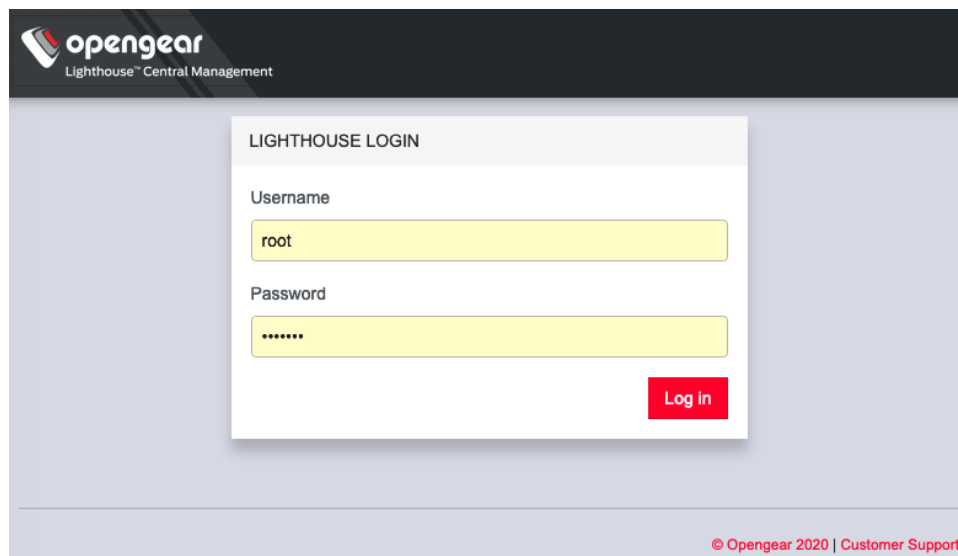 opengear
Lighthouse™ Central Management
LIGHTHOUSE LOGIN
Username
root
Password
•••••••
Log in
© Opengear 2020 | Customer Support